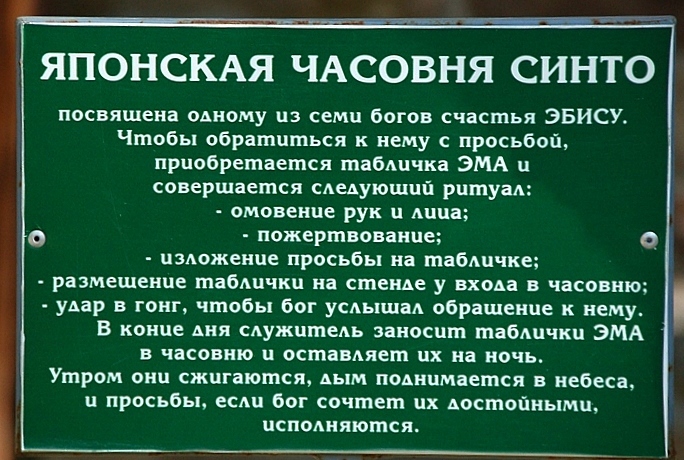 ЯПОНСКАЯ ЧАСОВНЯ СИНТО
посвящена одному из семи богов счастья ЭБИСУ.
Чтобы обратиться к нему с просьбой,
приобретается табличка ЭМА и
совершается следующий ритуал:
- омовение рук и лица;
- пожертвование;
- изложение просьбы на табличке;
- размещение таблички на стенде у входа в часовню;
- удар в гонг, чтобы бог услышал обращение к нему.
В конце дня служитель заносит таблички ЭМА
в часовню и оставляет их на ночь.
Утром они сжигаются, дым поднимается в небеса,
и просьбы, если бог сочтет их достойными,
исполняются.